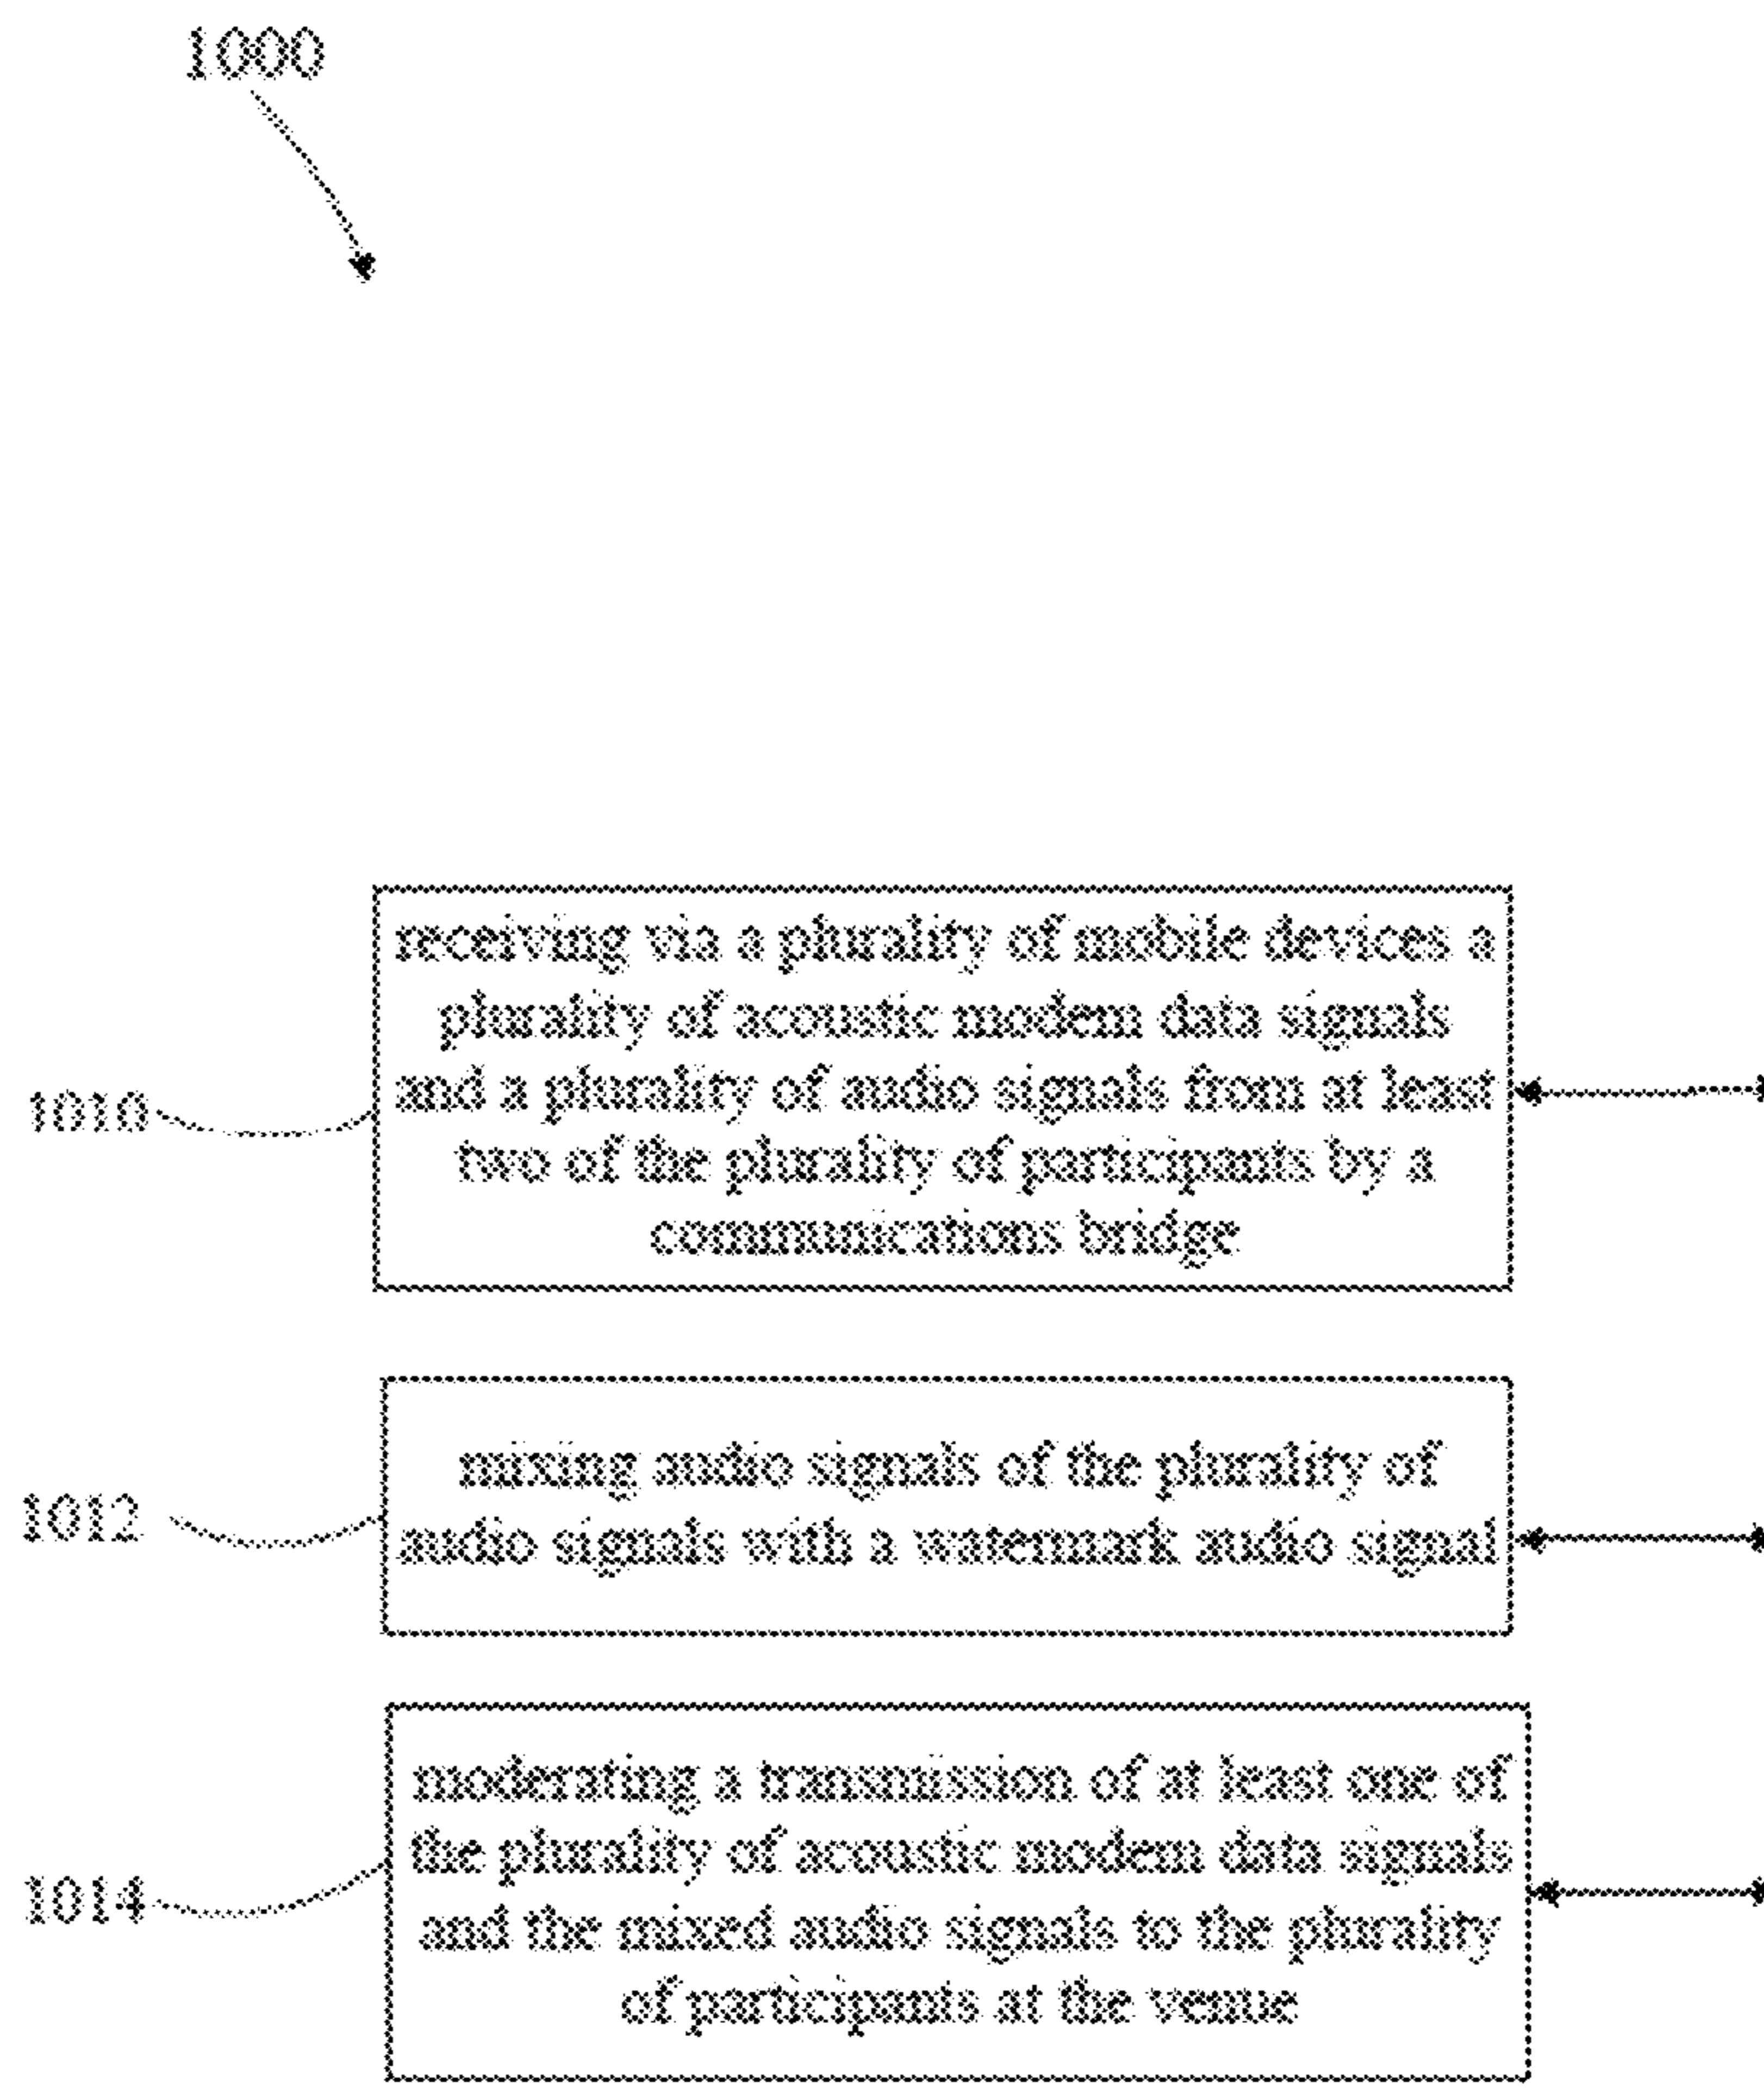 1000
receiving via a plurality of mobile devices a
plurality of acoustic modem data signals
and a plurality of audio signals from at least
two of the plurality of participants by a
communications bridge
1010
mixing audio signals of the plurality of
audio signals with a watermark audio signal
1012
moderating a transmission of at least one of
the plurality of acoustic modem data signals
and the mixed audio signals to the plurality
of participants at the venue
1014